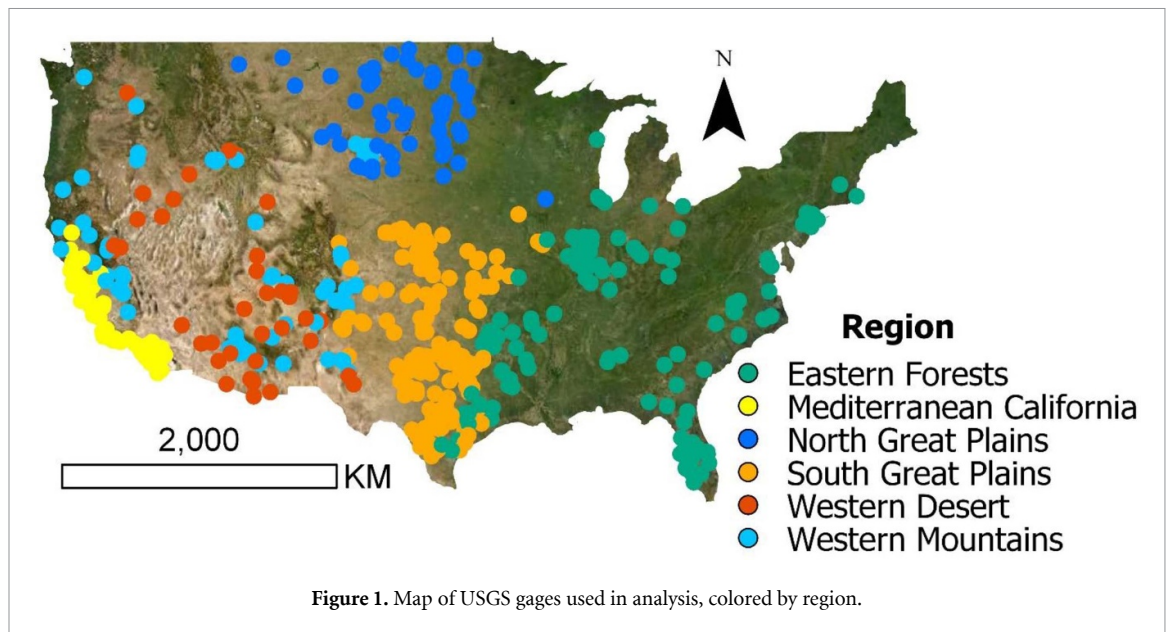 N
Region
Eastern Forests
Mediterranean California
North Great Plains
South Great Plains
Western Desert
Western Mountains
2,000
KM
Figure 1. Map of USGS gages used in analysis, colored by region.